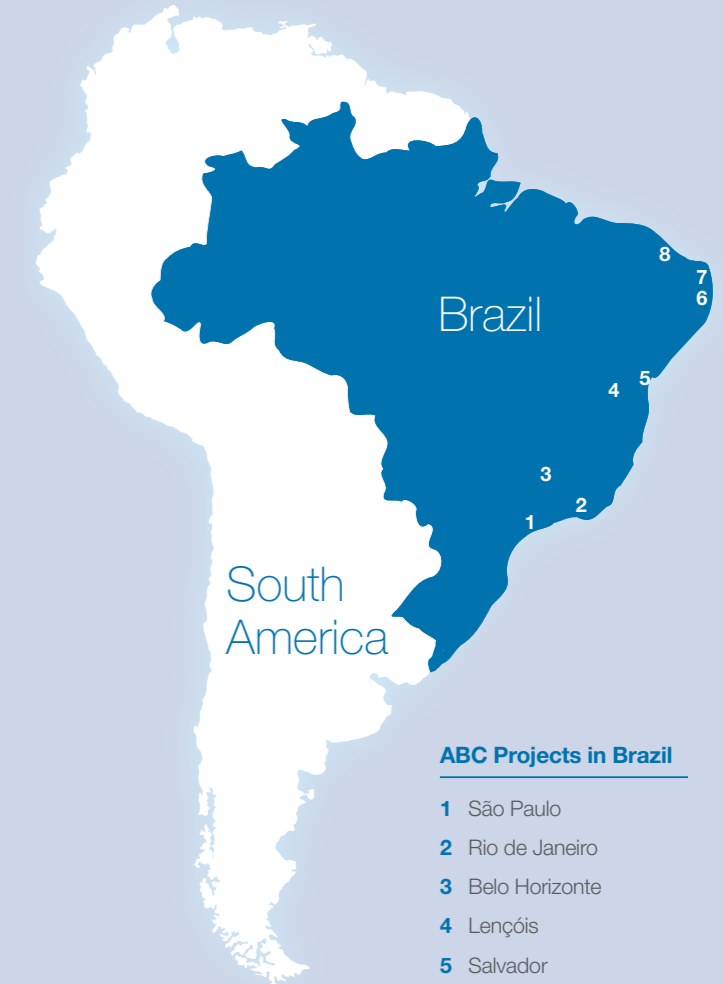 8
7
6
Brazil
5
4
3
2
1
South
America
ABC Projects in Brazil
1 São Paulo
2 Rio de Janeiro
3 Belo Horizonte
4 Lençóis
5 Salvador